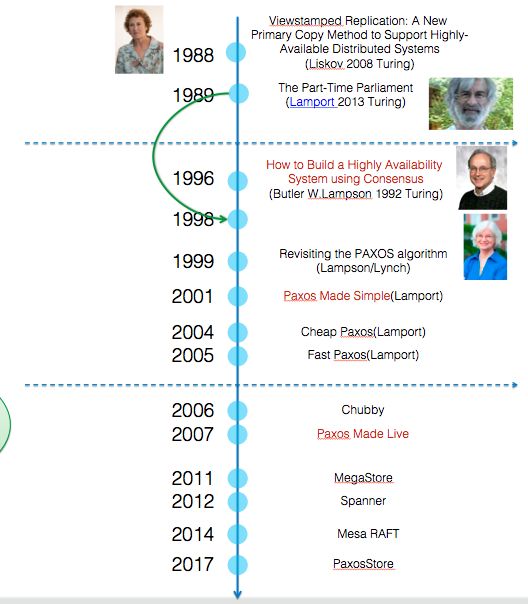 Viewstamped Replication: A New
Primary Copy Method to Support Highly-
1988
Available Distributed Systems
(Liskov 2008 Turing)
1989
The Part-Time Parliament
(Lamport 2013 Turing)
1996
How to Build a Highly Availability
System using Consensus
(Butler W.Lampson 1992 Turing)
1998
1999
Revisiting the PAXOS algorithm
(Lampson/Lynch)
2001
Paxos Made Simple(Lamport)
2004
Cheap Paxos(Lamport)
2005
Fast Paxos(Lamport)
2006
Chubby
2007
Paxos Made Live
2011
MegaStore
2012
Spanner
2014
Mesa RAFT
2017
PaxosStore